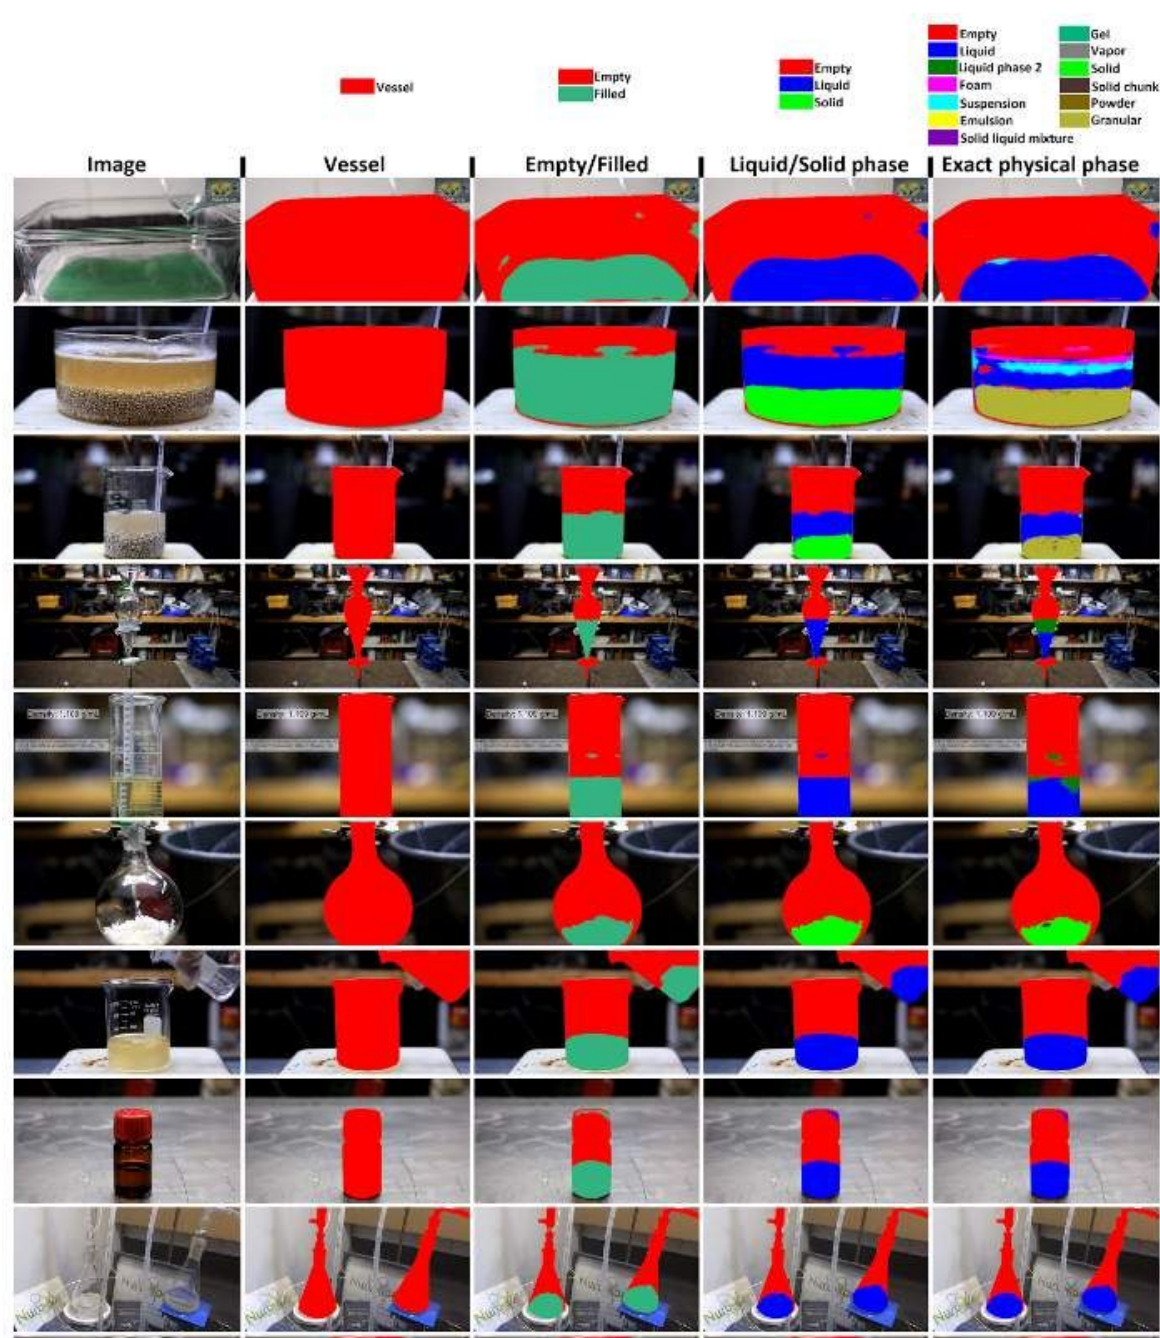 Empty
Liquid
Liquid phase 2
Foam
Suspension
Emulsion
Solid liquid mixture
Gel
Vapor
Solid
Solid chunk
Powder
Granular
Empty
Liquid
Solid
Empty
Filled
Vessel
Image Vessel Empty/Filled Liquid/Solid phase Exact physical phase